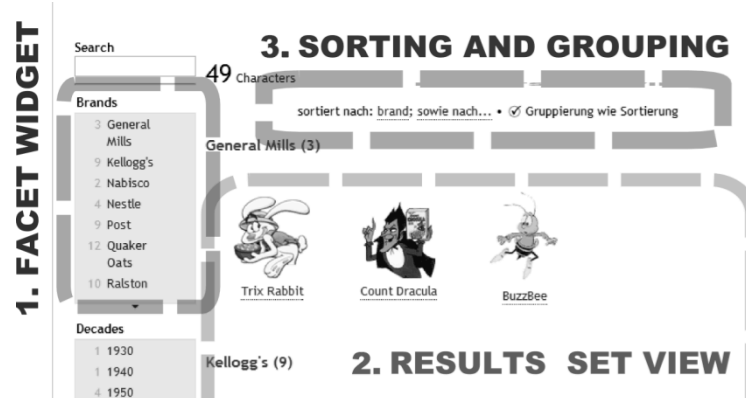 1. FACET WIDGET
Search
49 Characters
3. SORTING AND GROUPING
sortiert nach: brand; sowie nach... • Gruppierung wie Sortierung
Brands
3 General
Mills
9 Kellogg's
2 Nabisco
4 Nestle
9 Post
12 Quaker
Oats
10 Ralston
Decades
1 1930
1 1940
4 1950
General Mills (3)
Trix Rabbit
Count Dracula
BuzzBee
Kellogg's (9)
2. RESULTS SET VIEW